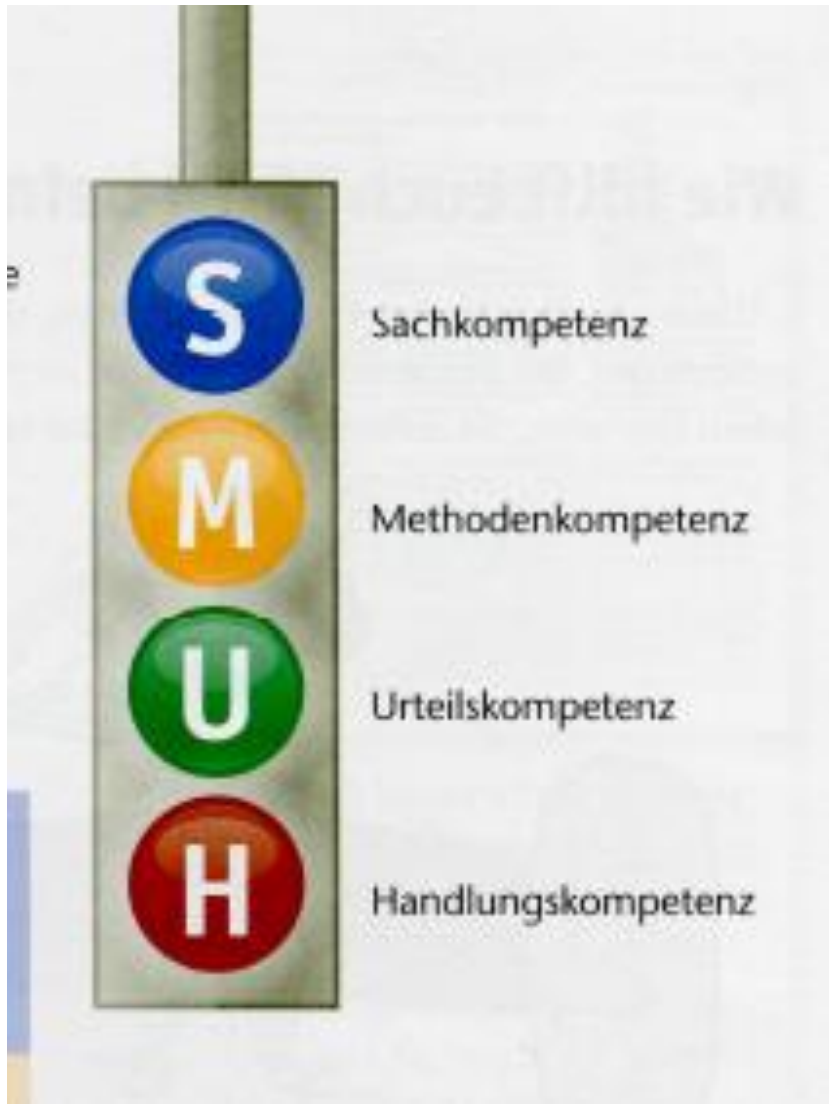 S Sachkompetenz
M Methodenkompetenz
U Urteilskompetenz
H Handlungskompetenz